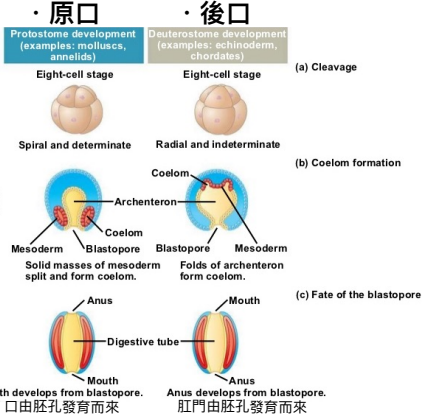 · 原口
· 後口
Protostome development
(examples: molluscs,
annelids)
Deuterostome development
(examples: echinoderm,
chordates)
Eight-cell stage
Eight-cell stage
(a) Cleavage
Spiral and determinate
Radial and indeterminate
(b) Coelom formation
Coelom
Archenteron
Coelom
Mesoderm
Blastopore
Blastopore
Mesoderm
Solid masses of mesoderm
split and form coelom.
Folds of archenteron
form coelom.
(c) Fate of the blastopore
Anus
Mouth
Digestive tube
Mouth
Anus
th develops from blastopore.
Anus develops from blastopore.
口由胚孔發育而來
肛門由胚孔發育而來